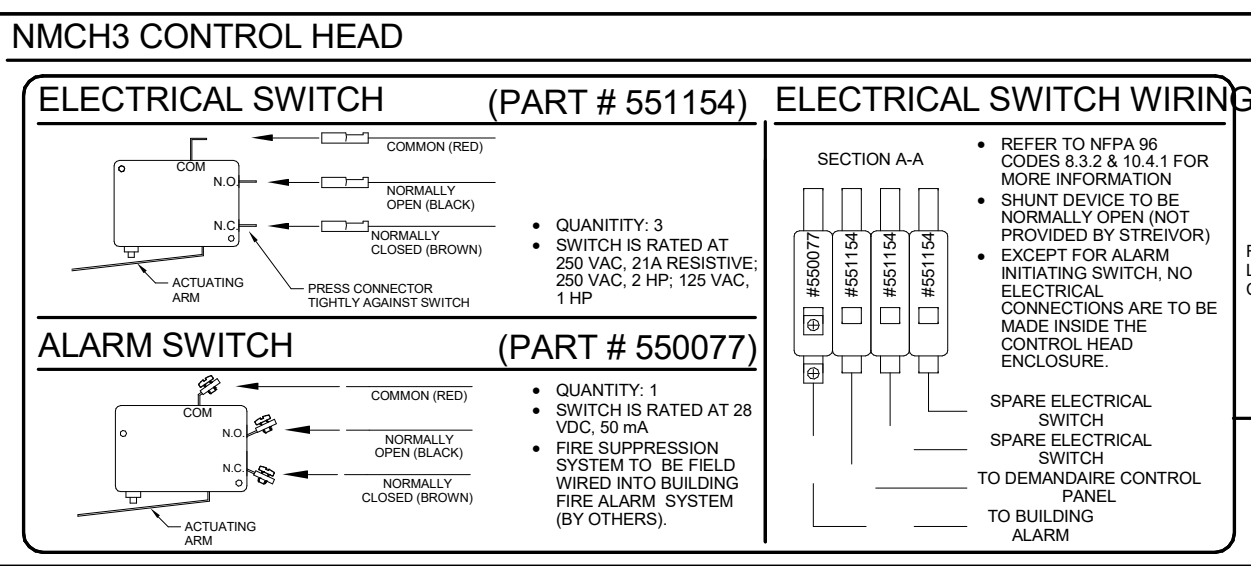 NMCH3 CONTROL HEAD
ELECTRICAL SWITCH (PART # 551154)
COMMON (RED)
COM
N.O.
NORMALLY
OPEN (BLACK)
N.C.
NORMALLY
CLOSED (BROWN)
ACTUATING
ARM
PRESS CONNECTOR
TIGHTLY AGAINST SWITCH
• QUANITITY: 3
• SWITCH IS RATED AT
250 VAC, 21A RESISTIVE;
250 VAC, 2 HP; 125 VAC,
1 HP
ALARM SWITCH (PART # 550077)
COMMON (RED)
COM
N.O.
NORMALLY
OPEN (BLACK)
N.C.
NORMALLY
CLOSED (BROWN)
ACTUATING
ARM
• QUANTITY: 1
• SWITCH IS RATED AT 28
VDC, 50 mA
• FIRE SUPPRESSION
SYSTEM TO BE FIELD
WIRED INTO BUILDING
FIRE ALARM SYSTEM
(BY OTHERS).
ELECTRICAL SWITCH WIRING
SECTION A-A
#550077
#551154
#551154
#551154
• REFER TO NFPA 96
CODES 8.3.2 & 10.4.1 FOR
MORE INFORMATION
• SHUNT DEVICE TO BE
NORMALLY OPEN (NOT
PROVIDED BY STREIVOR)
• EXCEPT FOR ALARM
INITIATING SWITCH, NO
ELECTRICAL
CONNECTIONS ARE TO BE
MADE INSIDE THE
CONTROL HEAD
ENCLOSURE.
SPARE ELECTRICAL
SWITCH
SPARE ELECTRICAL
SWITCH
TO DEMANDAIRE CONTROL
PANEL
TO BUILDING
ALARM